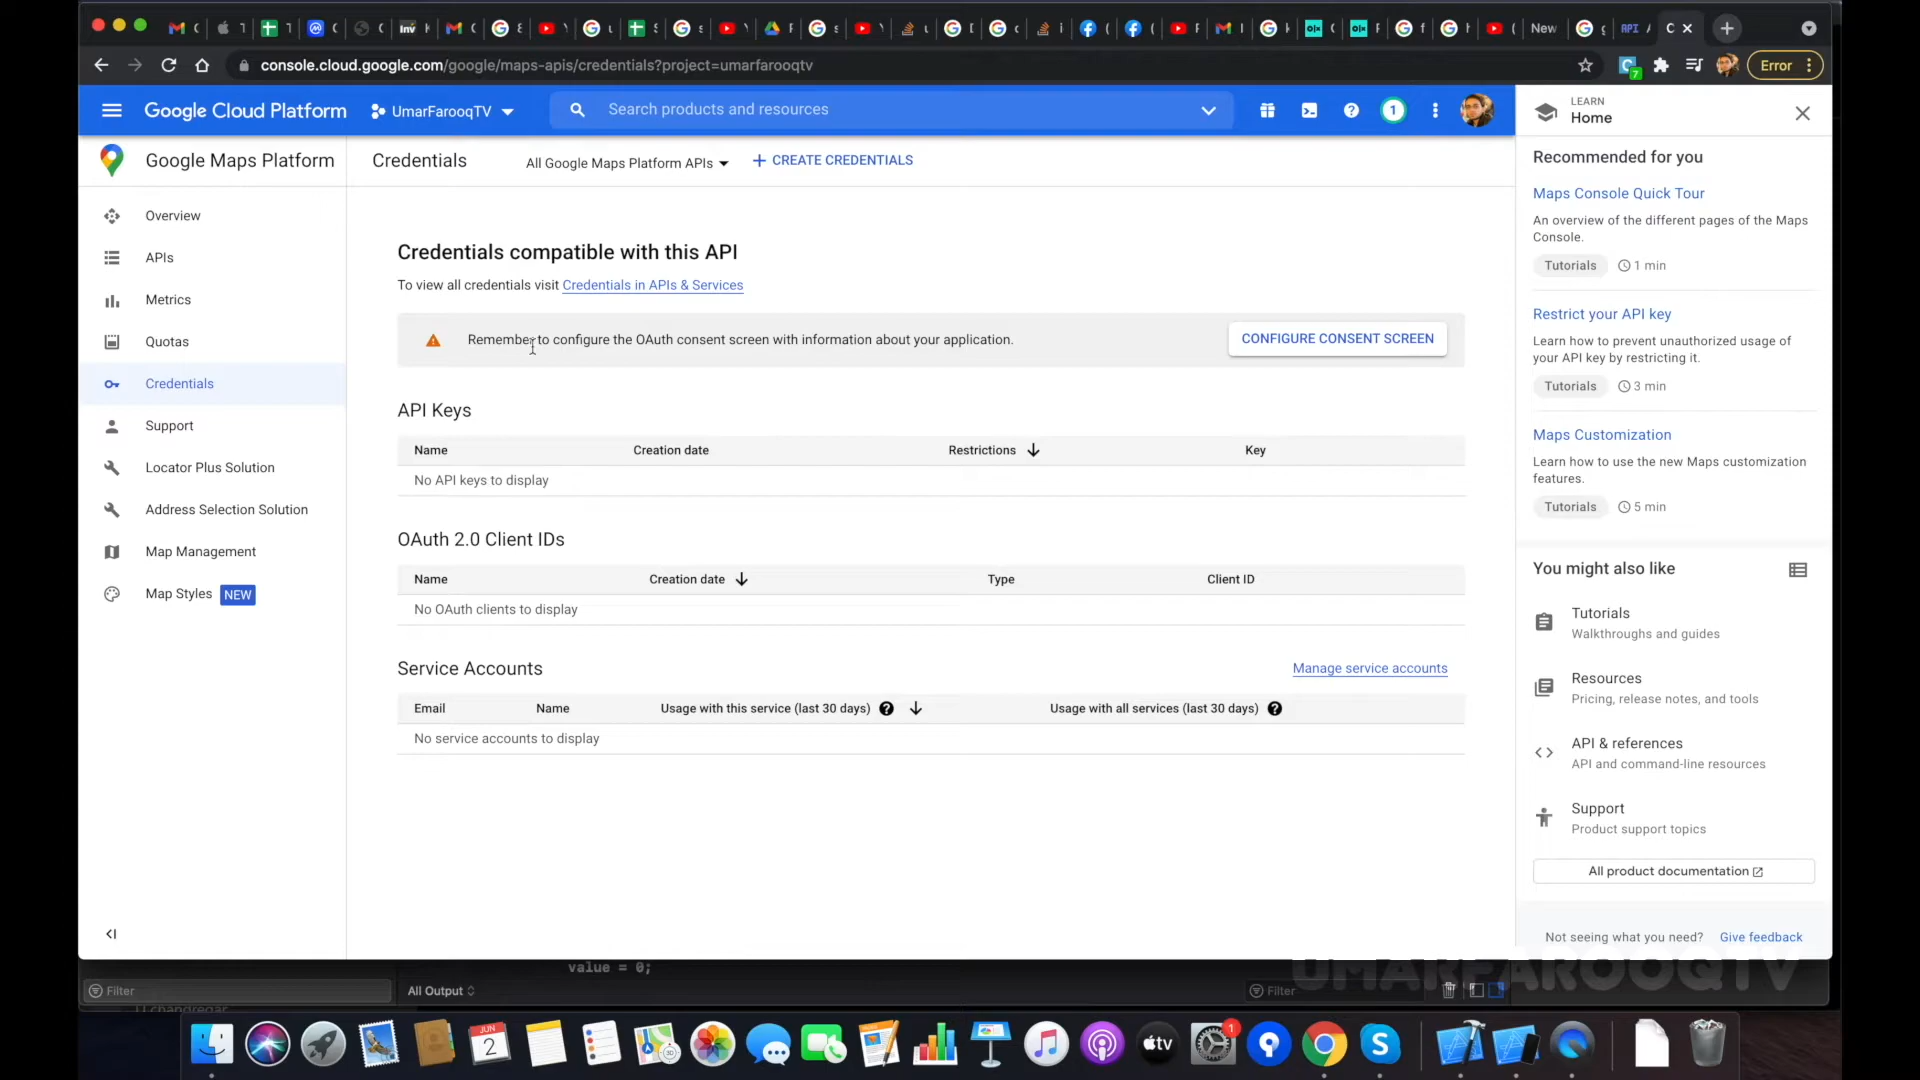 console.cloud.google.com/google/maps-apis/credentials?project=umarfarooqtv
7
Error
Google Cloud Platform
UmarFarooqTV
Search products and resources
1
LEARN
Home
Google Maps Platform
Credentials
All Google Maps Platform APIs
+ CREATE CREDENTIALS
Overview
APIs
Metrics
Quotas
Credentials
Support
Locator Plus Solution
Address Selection Solution
Map Management
Map Styles NEW
Credentials compatible with this API
To view all credentials visit Credentials in APIs & Services
Remember to configure the OAuth consent screen with information about your application.
CONFIGURE CONSENT SCREEN
API Keys
Name Creation date Restrictions Key
No API keys to display
OAuth 2.0 Client IDs
Name Creation date Type Client ID
No OAuth clients to display
Service Accounts
Manage service accounts
Email Name Usage with this service (last 30 days) Usage with all services (last 30 days)
No service accounts to display
Recommended for you
Maps Console Quick Tour
An overview of the different pages of the Maps
Console.
Tutorials 1 min
Restrict your API key
Learn how to prevent unauthorized usage of
your API key by restricting it.
Tutorials 3 min
Maps Customization
Learn how to use the new Maps customization
features.
Tutorials 5 min
You might also like
Tutorials
Walkthroughs and guides
Resources
Pricing, release notes, and tools
API & references
API and command-line resources
Support
Product support topics
All product documentation
Not seeing what you need? Give feedback
value = 0;
UMARFAROOQTV
Filter
All Output
Filter
JUN
2
tv
1